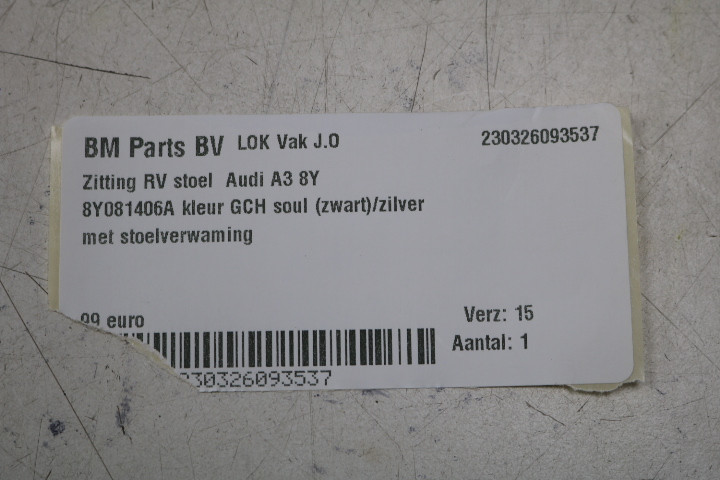 BM Parts BV LOK Vak J.O 230326093537
Zitting RV stoel Audi A3 8Y
8Y081406A kleur GCH soul (zwart)/zilver
met stoelverwaming
99 euro Verz: 15
Aantal: 1
230326093537